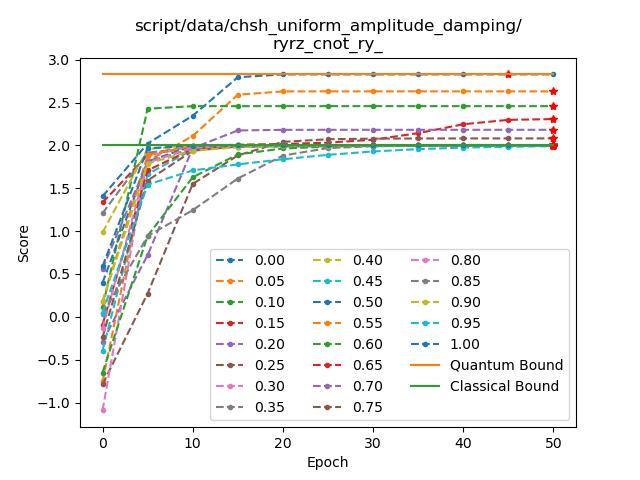 script/data/chsh_uniform_amplitude_damping/
ryrz_cnot_ry_
Score
3.0
2.5
2.0
1.5
1.0
0.5
0.0
−0.5
−1.0
0.00 0.40 0.80
0.05 0.45 0.85
0.10 0.50 0.90
0.15 0.55 0.95
0.20 0.60 1.00
0.25 0.65 Quantum Bound
0.30 0.70 Classical Bound
0.35 0.75
0 10 20 30 40 50
Epoch